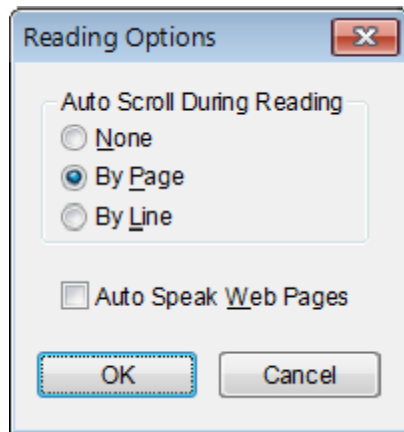 Reading Options
Auto Scroll During Reading
None
By Page
By Line
Auto Speak Web Pages
OK Cancel